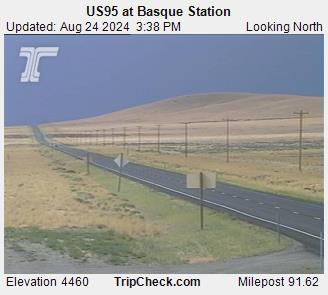 US95 at Basque Station
Updated: Aug 24 2024 3:38 PM Looking North
Elevation 4460 TripCheck.com Milepost 91.62